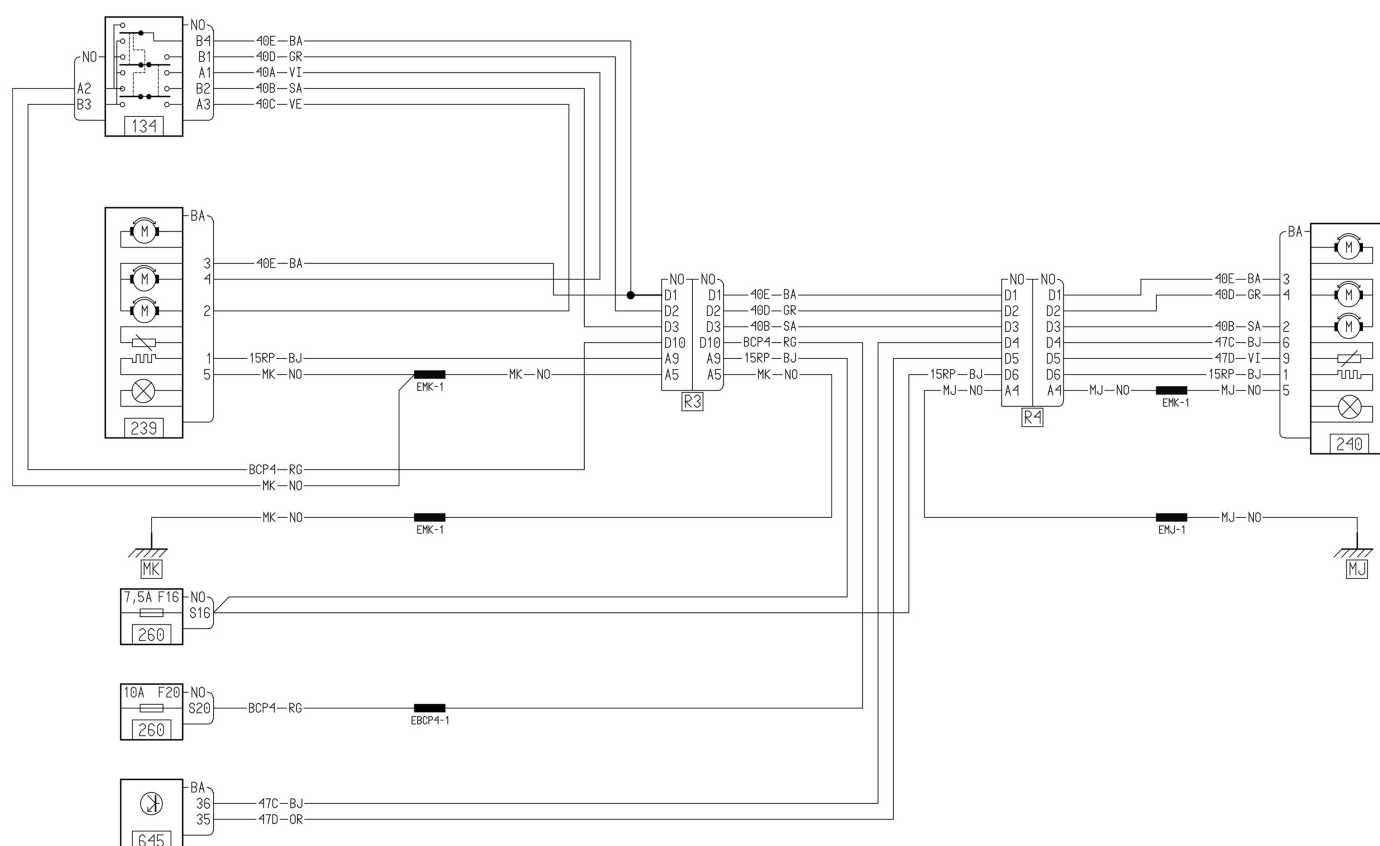 NO
B4 40E—BA
NO B1 40D—GR
A1 40A—VI
A2 B2 40B—SA
B3 A3 40C—VE
134
BA
M
3 40E—BA
M 4
M 2
1 15RP—BJ
5 MK—NO EMK-1 MK—NO
239
BCP4—RG
MK—NO
MK—NO EMK-1
MK
NO NO
D1 D1 40E—BA
D2 D2 40D—GR
D3 D3 40B—SA
D10 D10 BCP4—RG
A9 A9 15RP—BJ
A5 A5 MK—NO
R3
NO NO
D1 D1 40E—BA 3
D2 D2 40D—GR 4
D3 D3 40B—SA 2
D4 D4 47C—BJ 6
D5 D5 47D—VI 9
15RP—BJ D6 D6 15RP—BJ 1
MJ—NO A4 A4 MJ—NO EMK-1 MJ—NO 5
R4
BA
M
M
M
240
EMJ-1 MJ—NO
MJ
7,5A F16 NO
S16
260
10A F20 NO
S20 BCP4—RG EBCP4-1
260
BA
36 47C—BJ
35 47D—OR
645